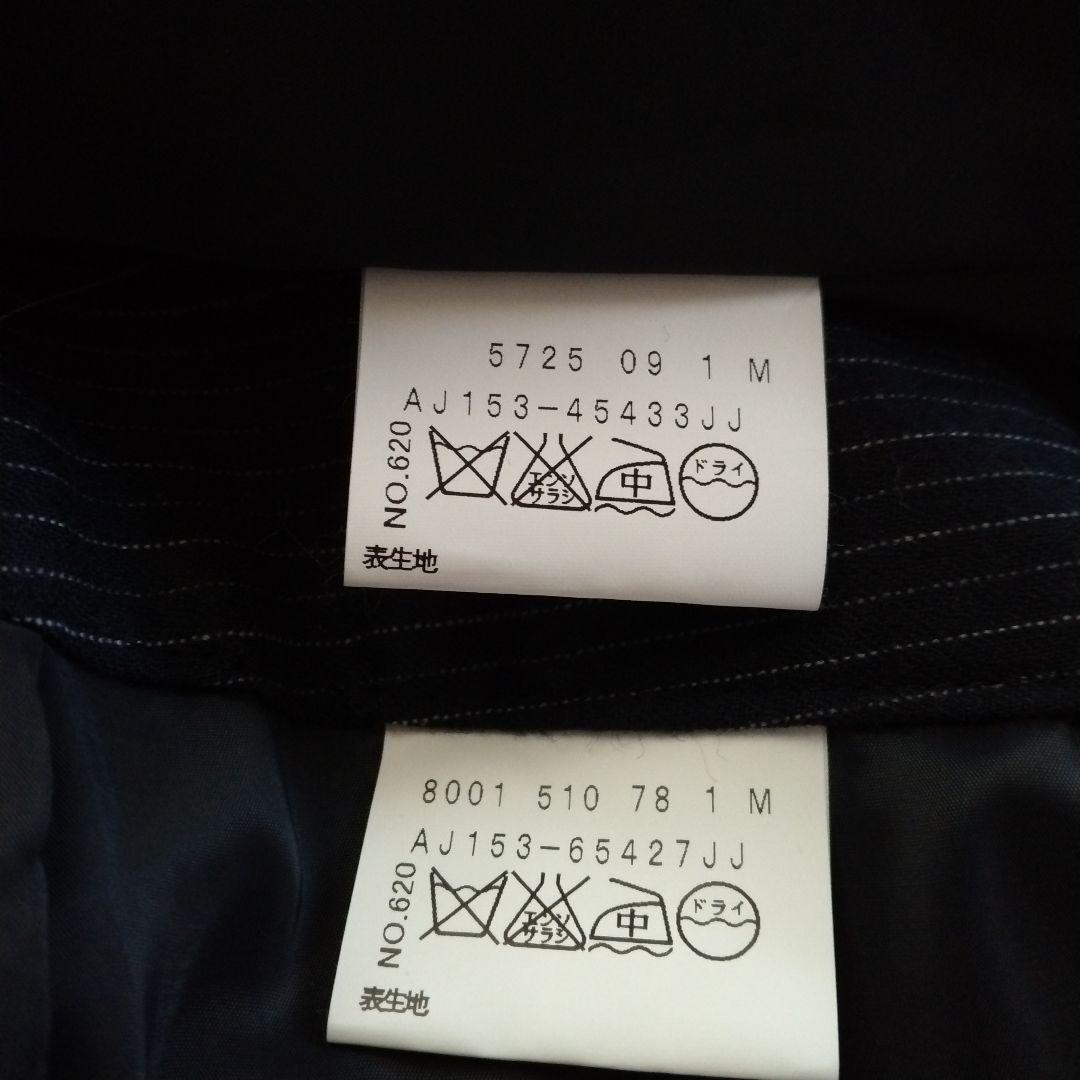 5725 09 1 M
AJ153-45433JJ
NO.620
エンソ
サラシ
中
ドライ
表生地
8001 510 78 1 M
AJ153-65427JJ
NO.620
エンソ
サラシ
中
ドライ
表生地